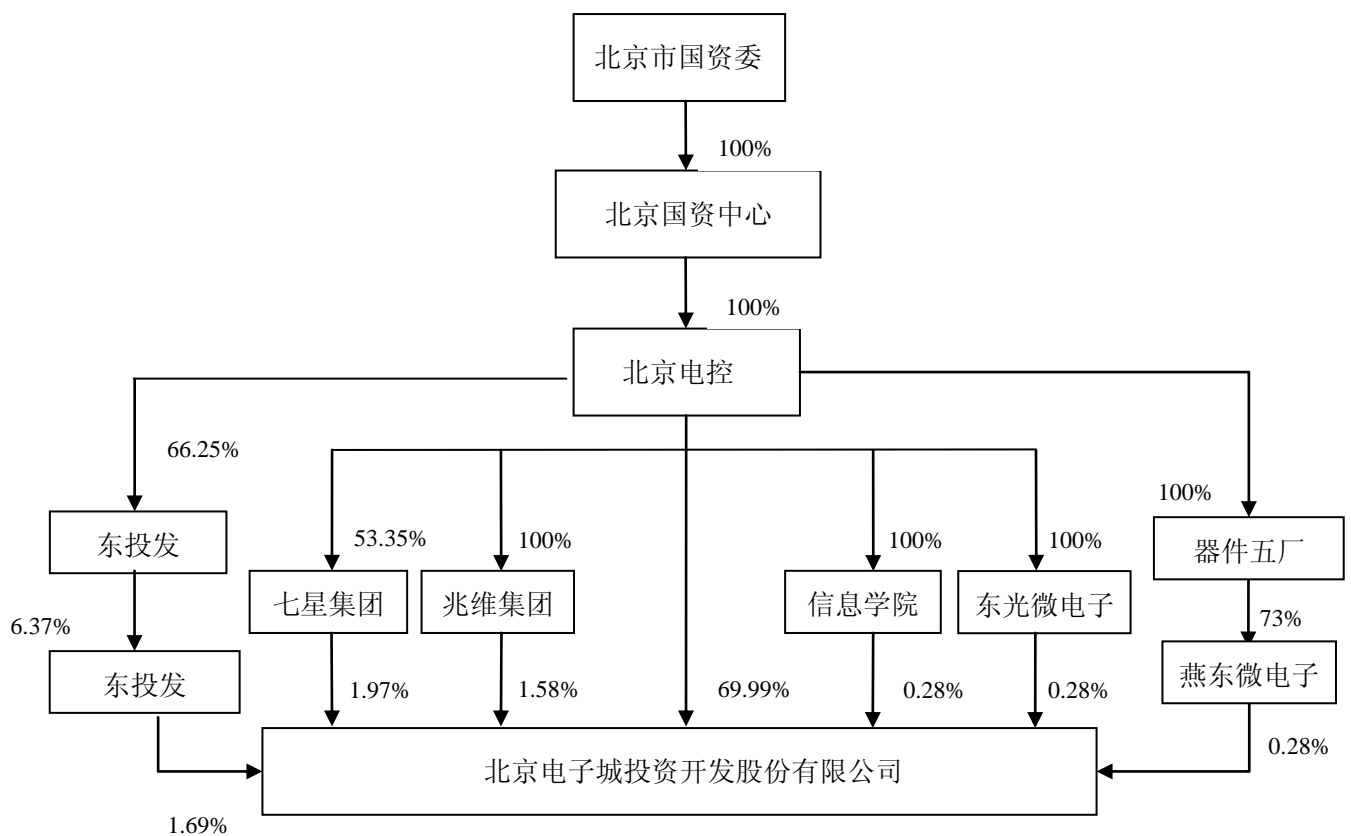 北京市国资委
100%
北京国资中心
100%
北京电控
66.25%
100%
53.35%
100%
100%
100%
东投发
器件五厂
七星集团
兆维集团
信息学院
东光微电子
6.37%
73%
东投发
1.97%
1.58%
69.99%
0.28%
0.28%
燕东微电子
0.28%
北京电子城投资开发股份有限公司
1.69%